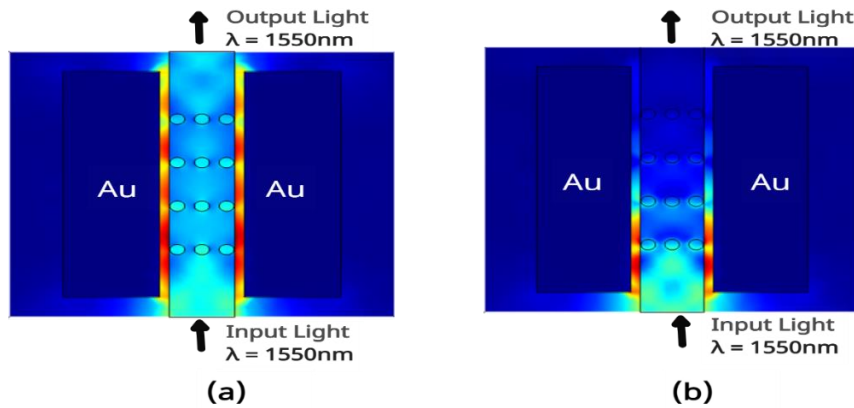 Output Light
λ = 1550nm
Au
Au
Input Light
λ = 1550nm
(a)
Output Light
λ = 1550nm
Au
Au
Input Light
λ = 1550nm
(b)